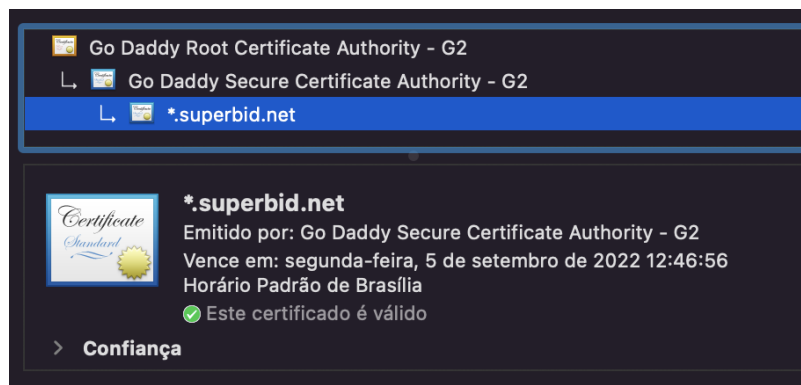 Go Daddy Root Certificate Authority - G2
Go Daddy Secure Certificate Authority - G2
*.superbid.net
Certificate
Standard
*.superbid.net
Emitido por: Go Daddy Secure Certificate Authority - G2
Vence em: segunda-feira, 5 de setembro de 2022 12:46:56
Horário Padrão de Brasília
Este certificado é válido
Confiança